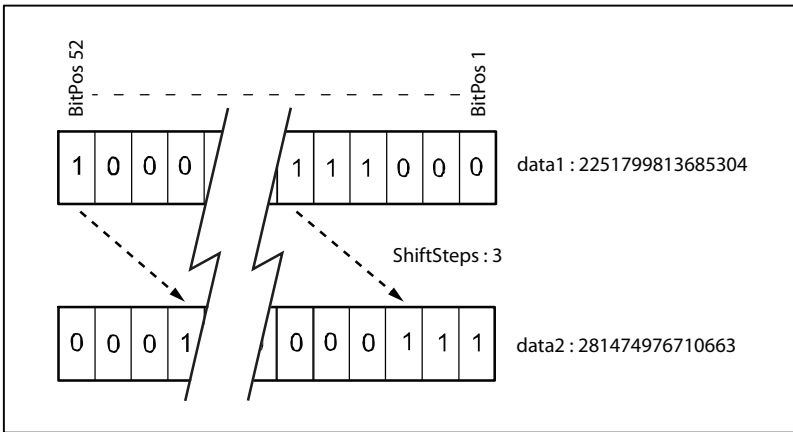 BitPos 52 BitPos 1
1 0 0 0 1 1 1 0 0 0 data1 : 2251799813685304
ShiftSteps : 3
0 0 0 1 0 0 0 1 1 1 data2 : 281474976710663